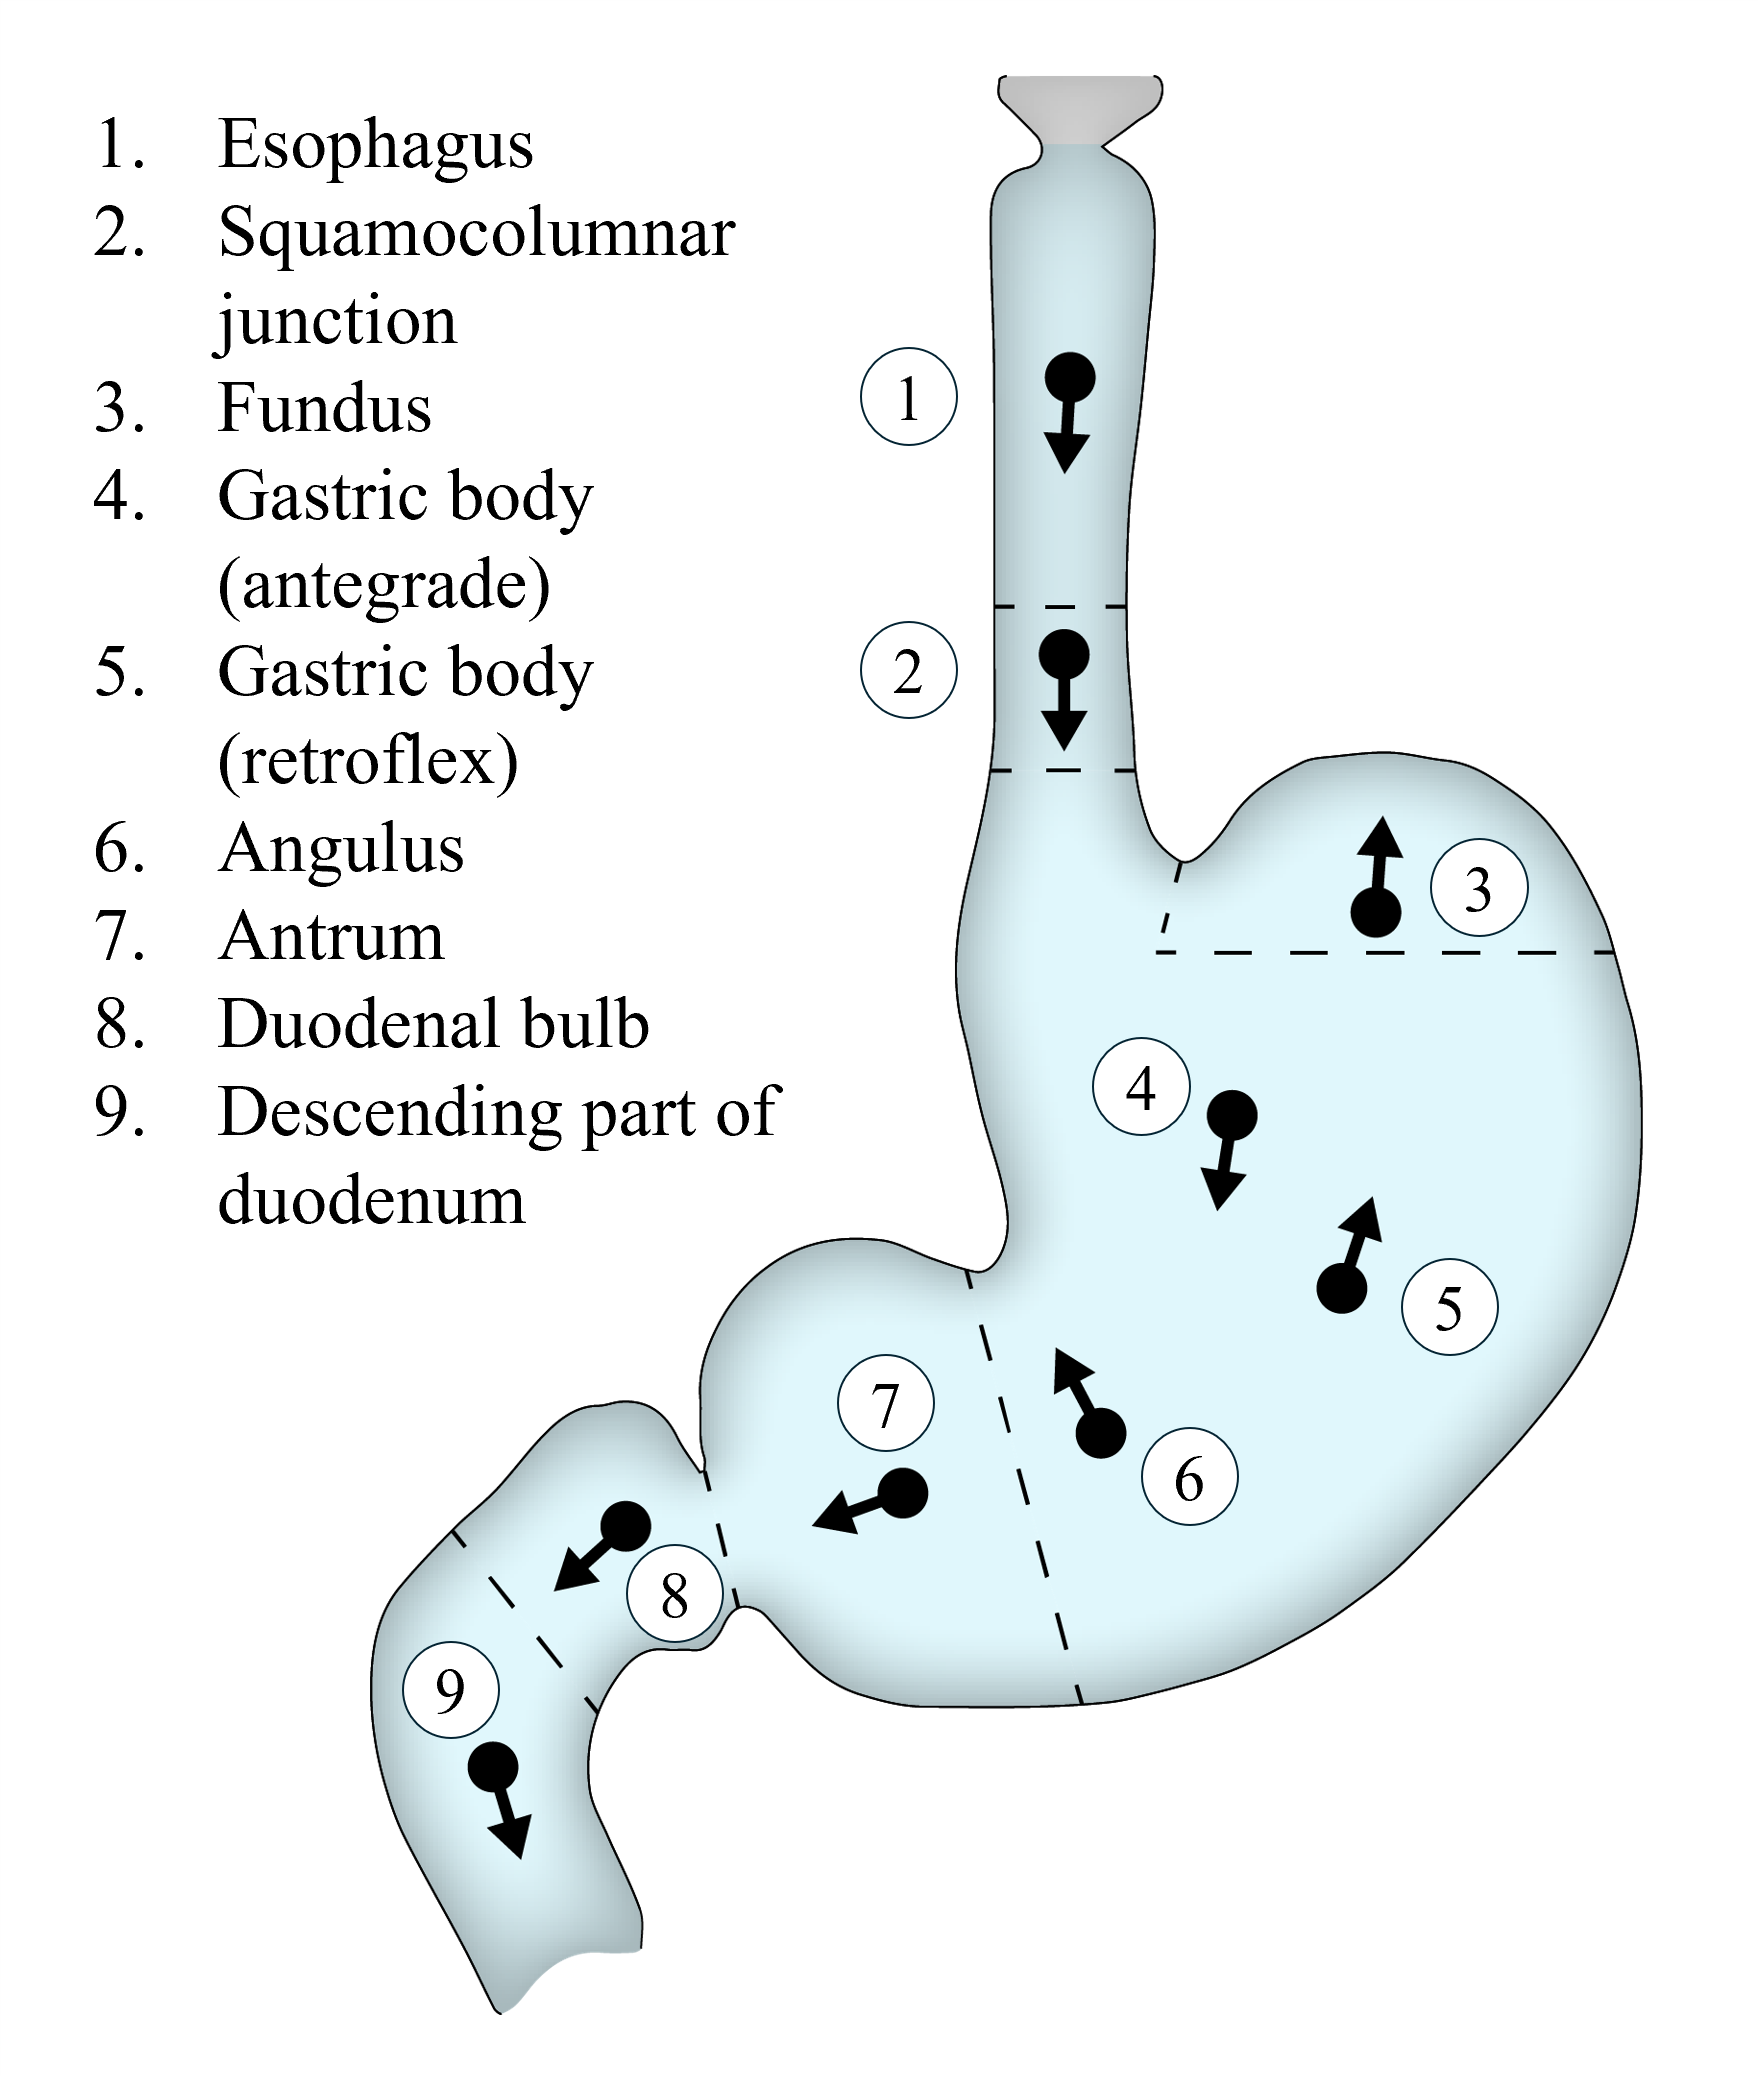 1. Esophagus
2. Squamocolumnar
junction
3. Fundus
4. Gastric body
(antegrade)
5. Gastric body
(retroflex)
6. Angulus
7. Antrum
8. Duodenal bulb
9. Descending part of
duodenum
1
2
3
4
5
6
7
8
9